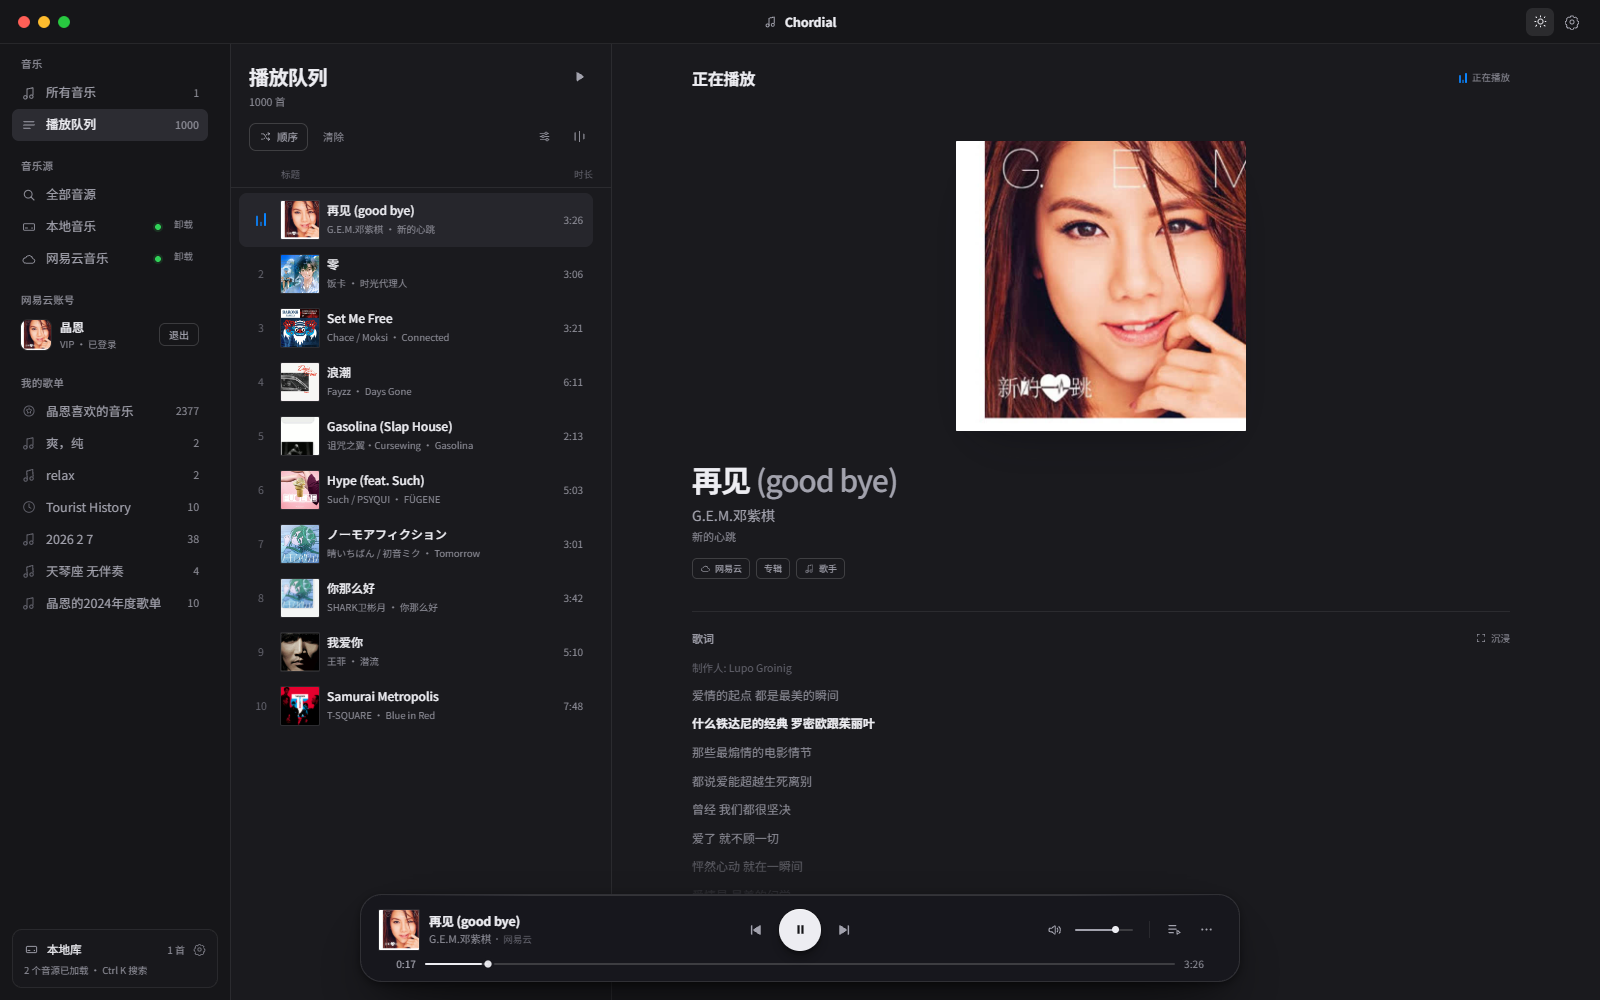 Chordial
音乐
所有音乐 1
播放队列 1000
音乐源
全部音源
本地音乐 卸载
网易云音乐 卸载
网易云账号
晶恩
VIP • 已登录
退出
我的歌单
晶恩喜欢的音乐 2377
爽，纯 2
relax 2
Tourist History 10
2026 2 7 38
天琴座 无伴奏 4
晶恩的2024年度歌单 10
本地库 1 首
2 个音源已加载 • Ctrl K 搜索
播放队列
1000 首
顺序 清除
标题 时长
再见 (good bye)
G.E.M.邓紫棋 • 新的心跳
3:26
2 零
饭卡 • 时光代理人
3:06
3 Set Me Free
Chace / Moksi • Connected
3:21
4 浪潮
Fayzz • Days Gone
6:11
5 Gasolina (Slap House)
诅咒之翼 • Cursewing • Gasolina
2:13
6 Hype (feat. Such)
Such / PSYQUI • FÜGENE
5:03
7 ノーモアフィクション
晴いちばん / 初音ミク • Tomorrow
3:01
8 你那么好
SHARK卫彬月 • 你那么好
3:42
9 我爱你
王菲 • 潜流
5:10
10 Samurai Metropolis
T-SQUARE • Blue in Red
7:48
正在播放
正在播放
G. E. M
新的心跳
再见 (good bye)
G.E.M.邓紫棋
新的心跳
网易云 专辑 歌手
歌词 沉浸
制作人: Lupo Groinig
爱情的起点 都是最美的瞬间
什么铁达尼的经典 罗密欧跟茱丽叶
那些最煽情的电影情节
都说爱能超越生死离别
曾经 我们都很坚决
爱了 就不顾一切
怦然心动 就在一瞬间
再见 (good bye)
G.E.M.邓紫棋 • 网易云
0:17 3:26